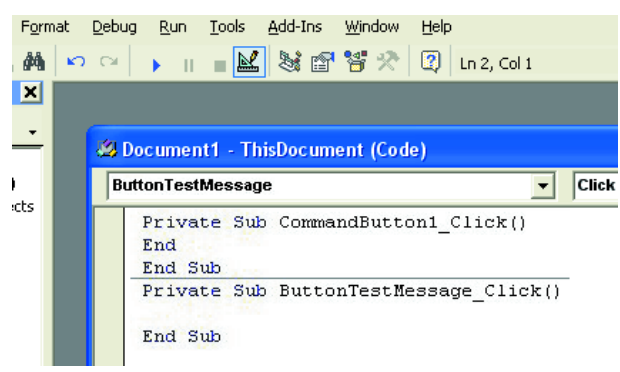 Format Debug Run Tools Add-Ins Window Help
Ln 2, Col 1
Document1 - ThisDocument (Code)
ButtonTestMessage Click
Private Sub CommandButton1_Click()
End
End Sub
Private Sub ButtonTestMessage_Click()
End Sub